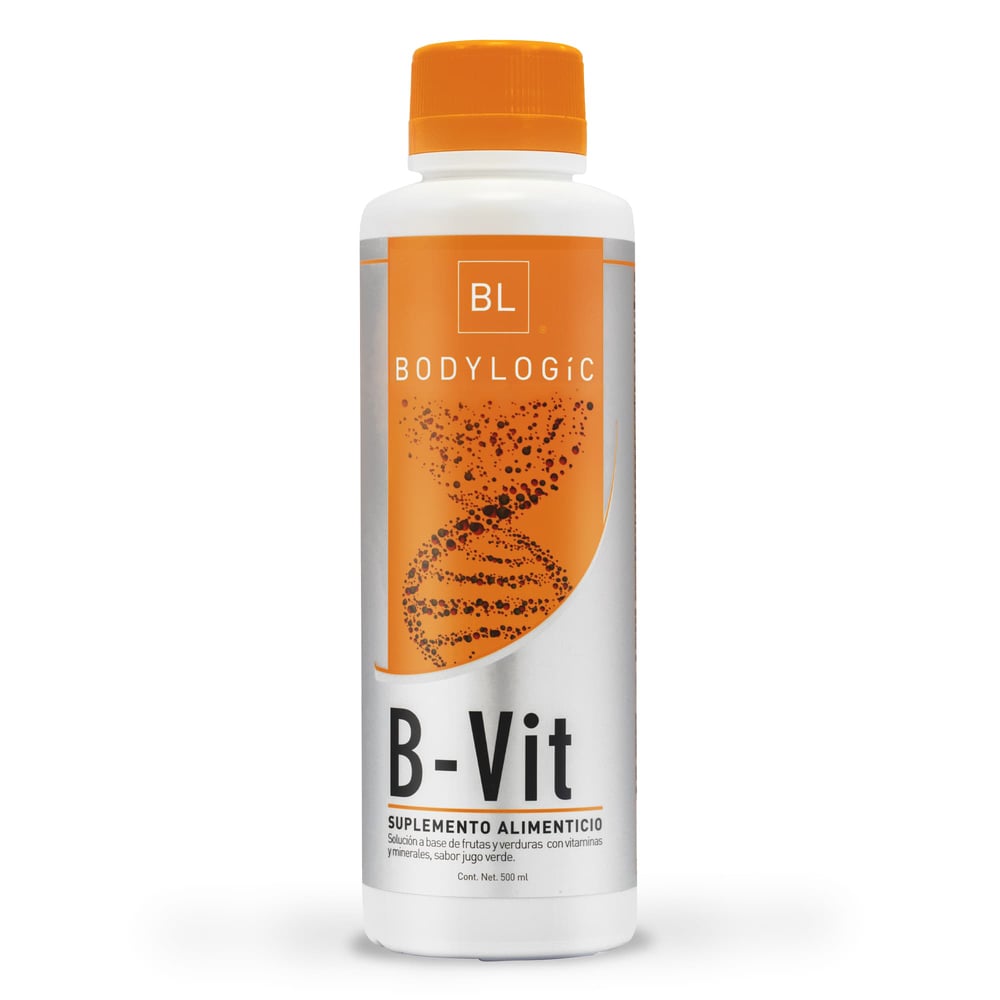 BL
®
BODYLOGíC
B-Vit
SUPLEMENTO ALIMENTICIO
Solución a base de frutas y verduras con vitaminas
y minerales, sabor jugo verde.
Cont. Net. 500 ml